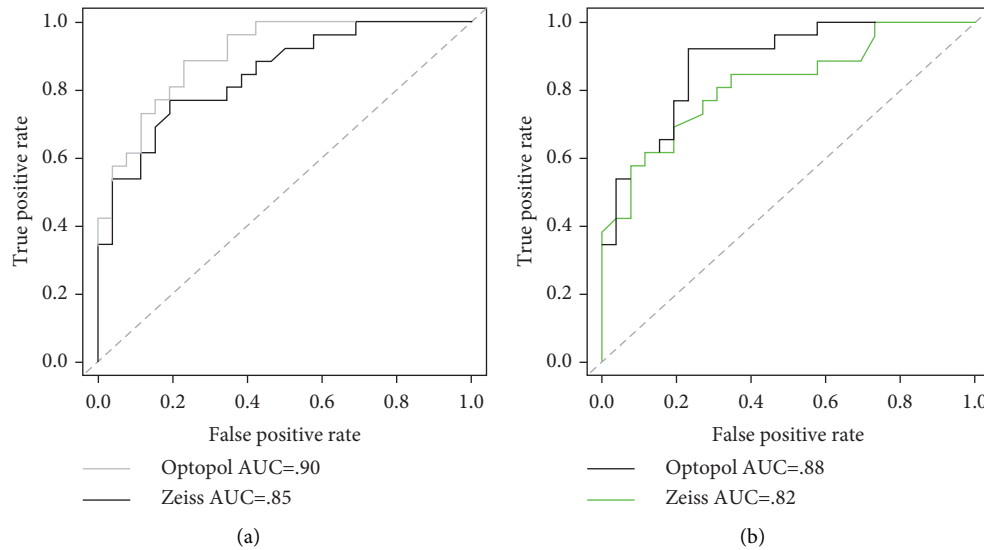 True positive rate
1.0
0.8
0.6
0.4
0.2
0.0
0.0 0.2 0.4 0.6 0.8 1.0
False positive rate
Optopol AUC=.90
Zeiss AUC=.85
(a)
True positive rate
1.0
0.8
0.6
0.4
0.2
0.0
0.0 0.2 0.4 0.6 0.8 1.0
False positive rate
Optopol AUC=.88
Zeiss AUC=.82
(b)